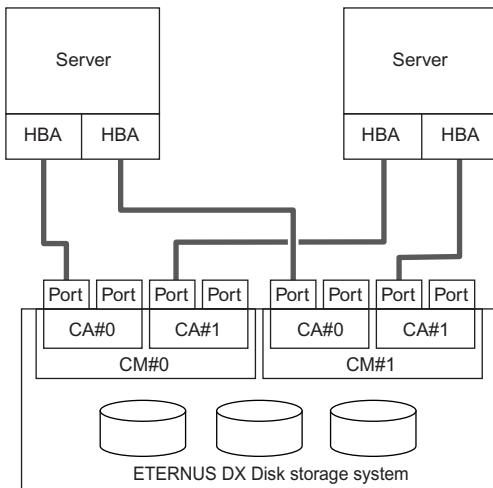 Server
Server
HBA HBA
HBA HBA
Port Port Port Port Port Port Port Port
CA#0 CA#1 CA#0 CA#1
CM#0 CM#1
ETERNUS DX Disk storage system